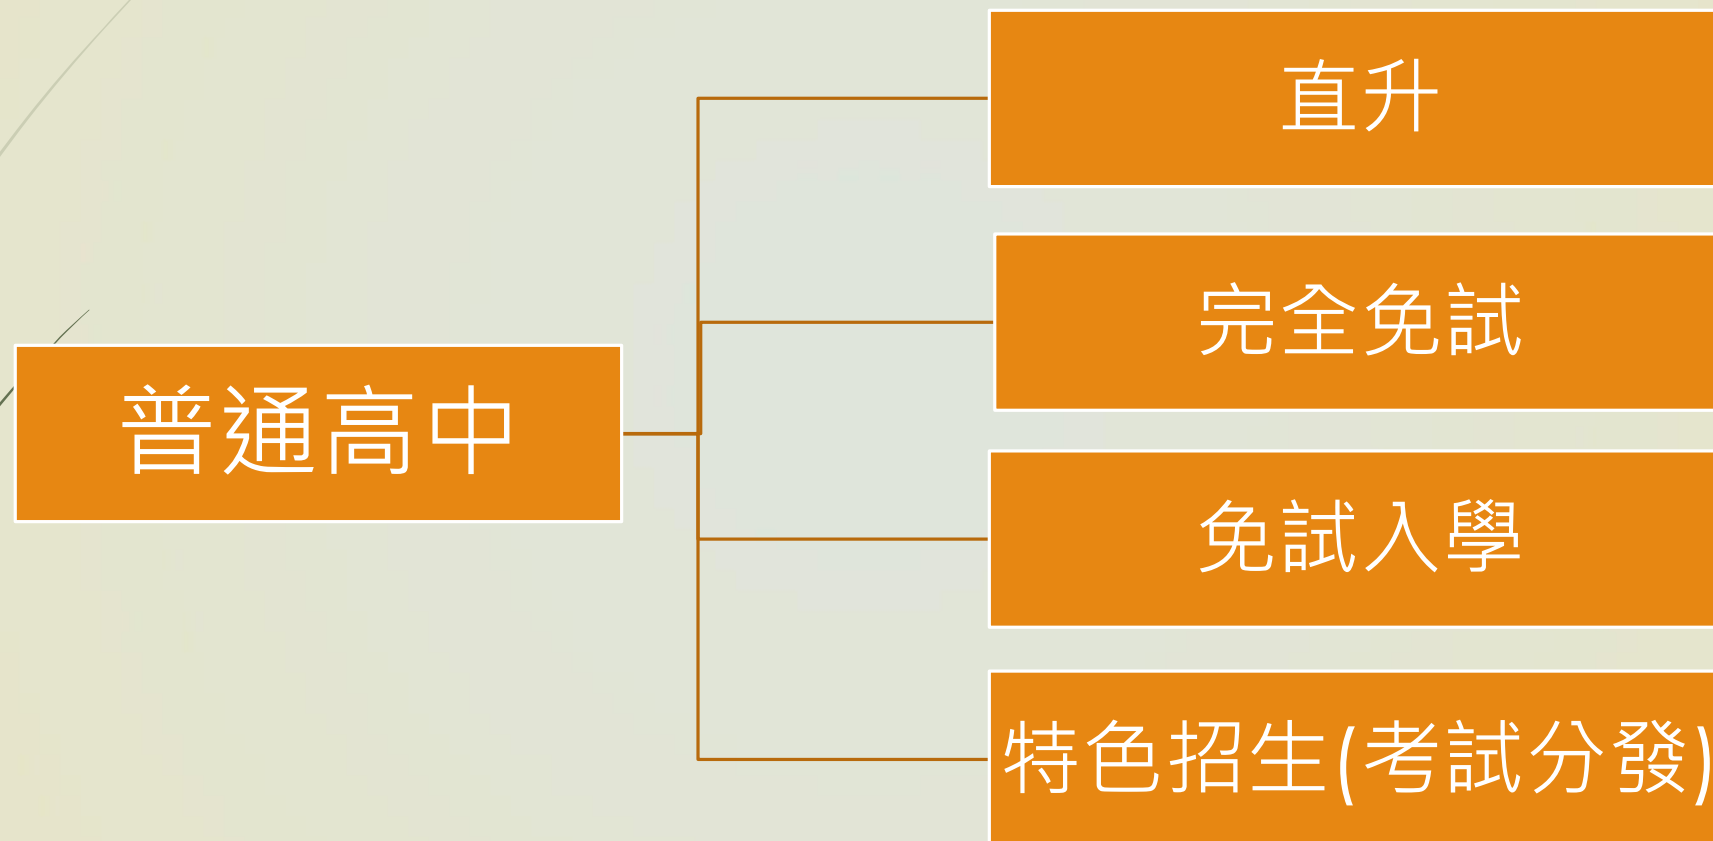 普通高中
直升
完全免試
免試入學
特色招生(考試分發)